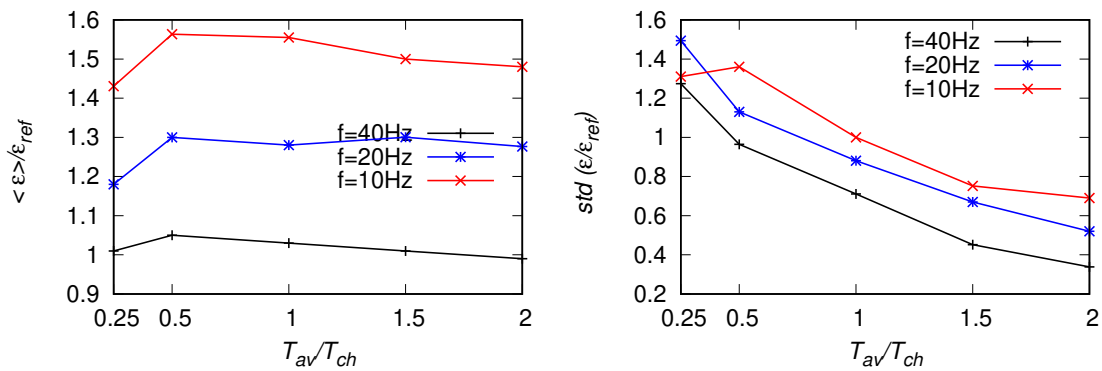 1.6
1.5
1.4
1.3
1.2
1.1
1
0.9
0.25
0.5
1
1.5
2
< ε>/ε_ref
T_av/T_ch
f=40Hz
f=20Hz
f=10Hz
1.6
1.4
1.2
1
0.8
0.6
0.4
0.2
0.25
0.5
1
1.5
2
std (ε/ε_ref)
T_av/T_ch
f=40Hz
f=20Hz
f=10Hz